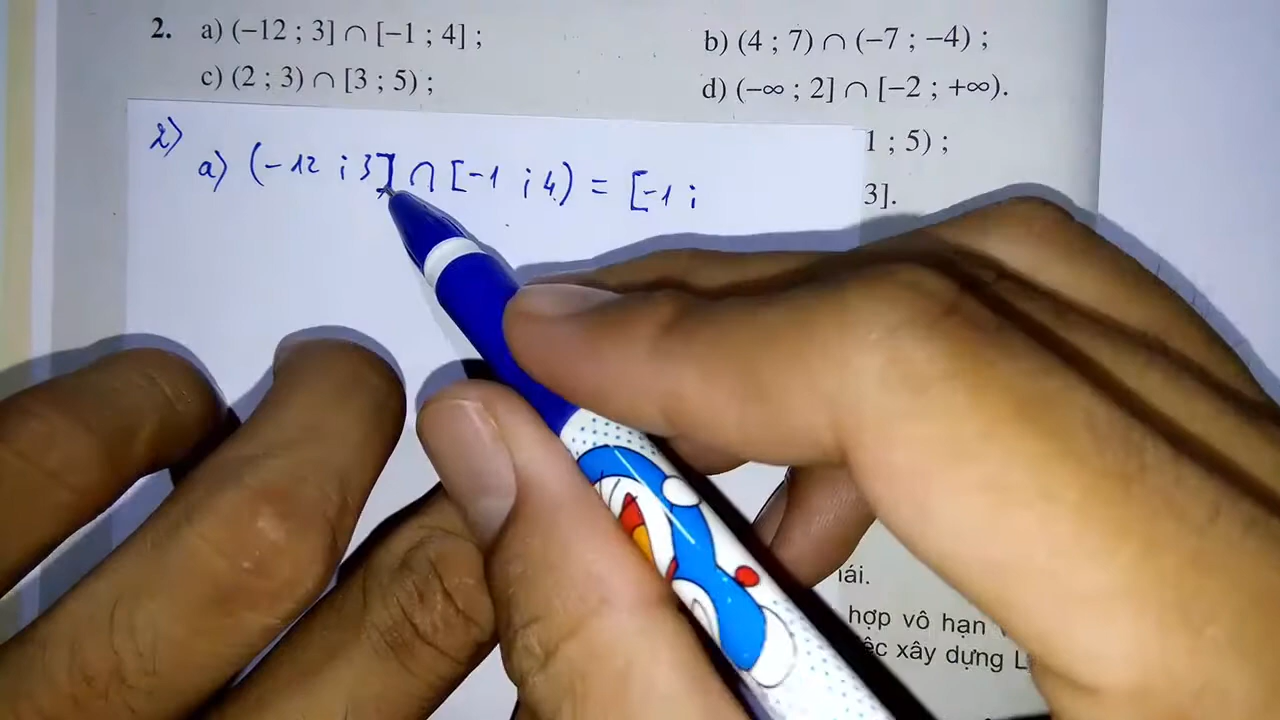 2. a) (−12 ; 3] ∩ [−1 ; 4] ;
b) (4 ; 7) ∩ (−7 ; −4) ;
c) (2 ; 3) ∩ [3 ; 5) ;
d) (−∞ ; 2] ∩ [−2 ; +∞).
1 ; 5) ;
3].
2)
a) (-12 ; 3] ∩ [-1 ; 4) = [-1 ;
ái.
hợp vô hạn
xây dựng